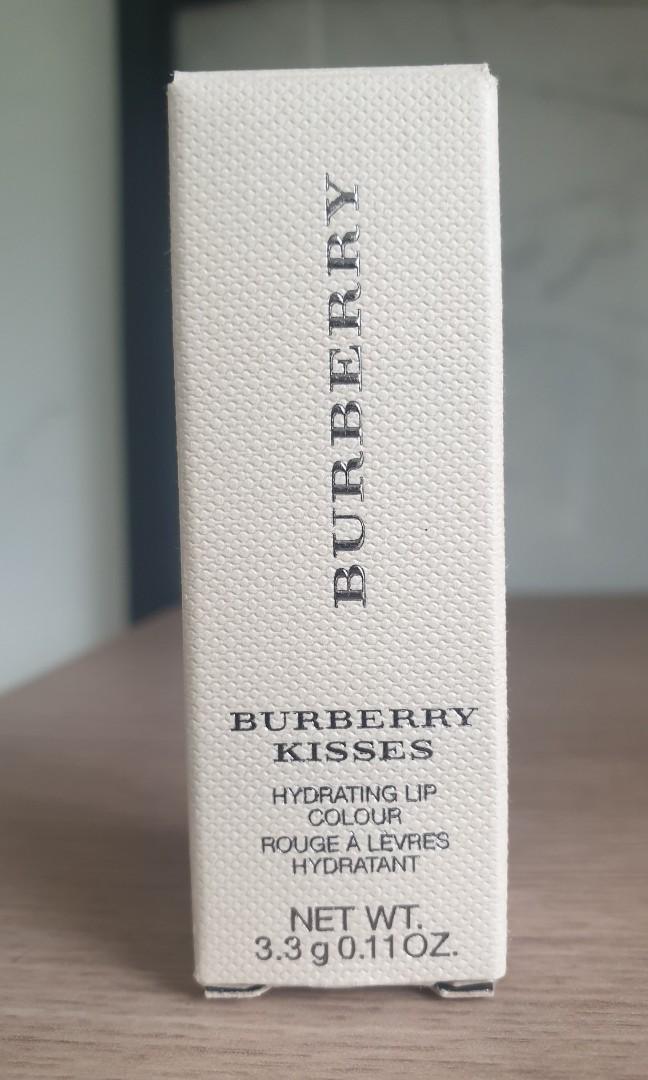 BURBERRY
BURBERRY
KISSES
HYDRATING LIP
COLOUR
ROUGE À LÈVRES
HYDRATANT
NET WT.
3.3 g 0.11 OZ.